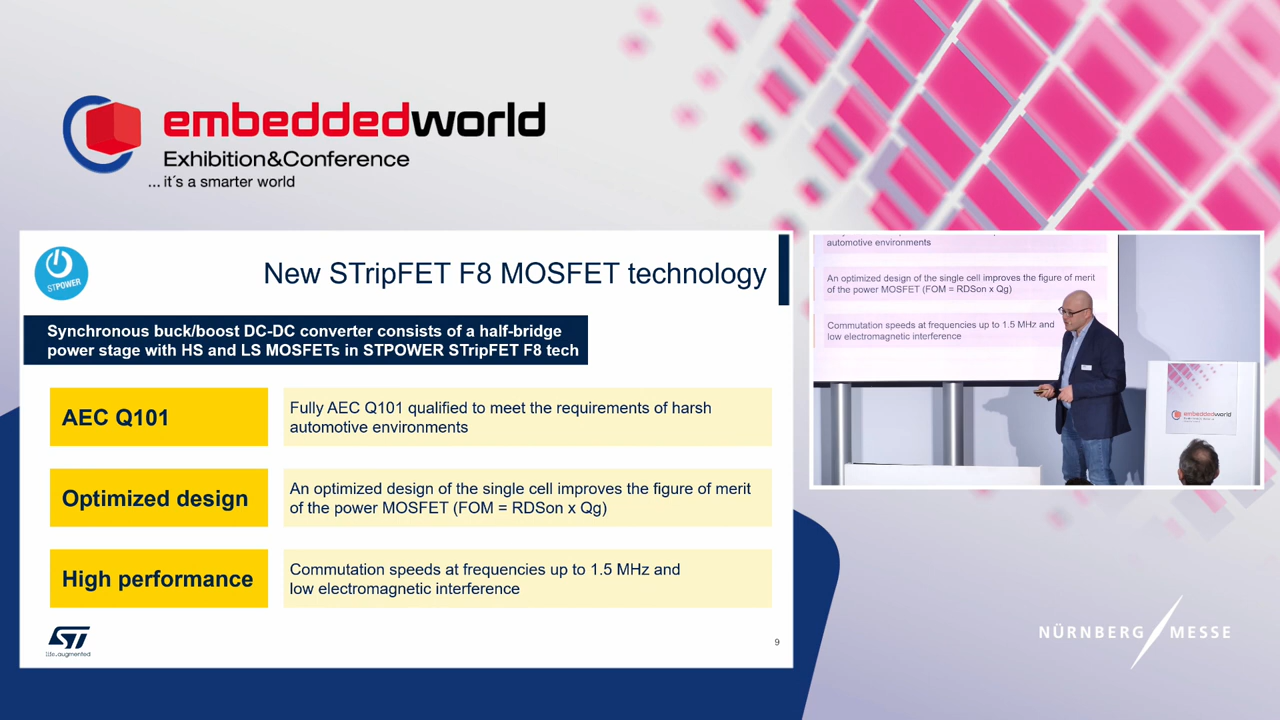 embeddedworld
Exhibition&Conference
... it´s a smarter world
STPOWER
New STripFET F8 MOSFET technology
Synchronous buck/boost DC-DC converter consists of a half-bridge
power stage with HS and LS MOSFETs in STPOWER STripFET F8 tech
AEC Q101
Fully AEC Q101 qualified to meet the requirements of harsh
automotive environments
Optimized design
An optimized design of the single cell improves the figure of merit
of the power MOSFET (FOM = RDSon x Qg)
High performance
Commutation speeds at frequencies up to 1.5 MHz and
low electromagnetic interference
ST
life.augmented
9
automotive environments
An optimized design of the single cell improves the figure of merit
of the power MOSFET (FOM = RDSon x Qg)
Commutation speeds at frequencies up to 1.5 MHz and
low electromagnetic interference
embeddedworld
NÜRNBERG MESSE